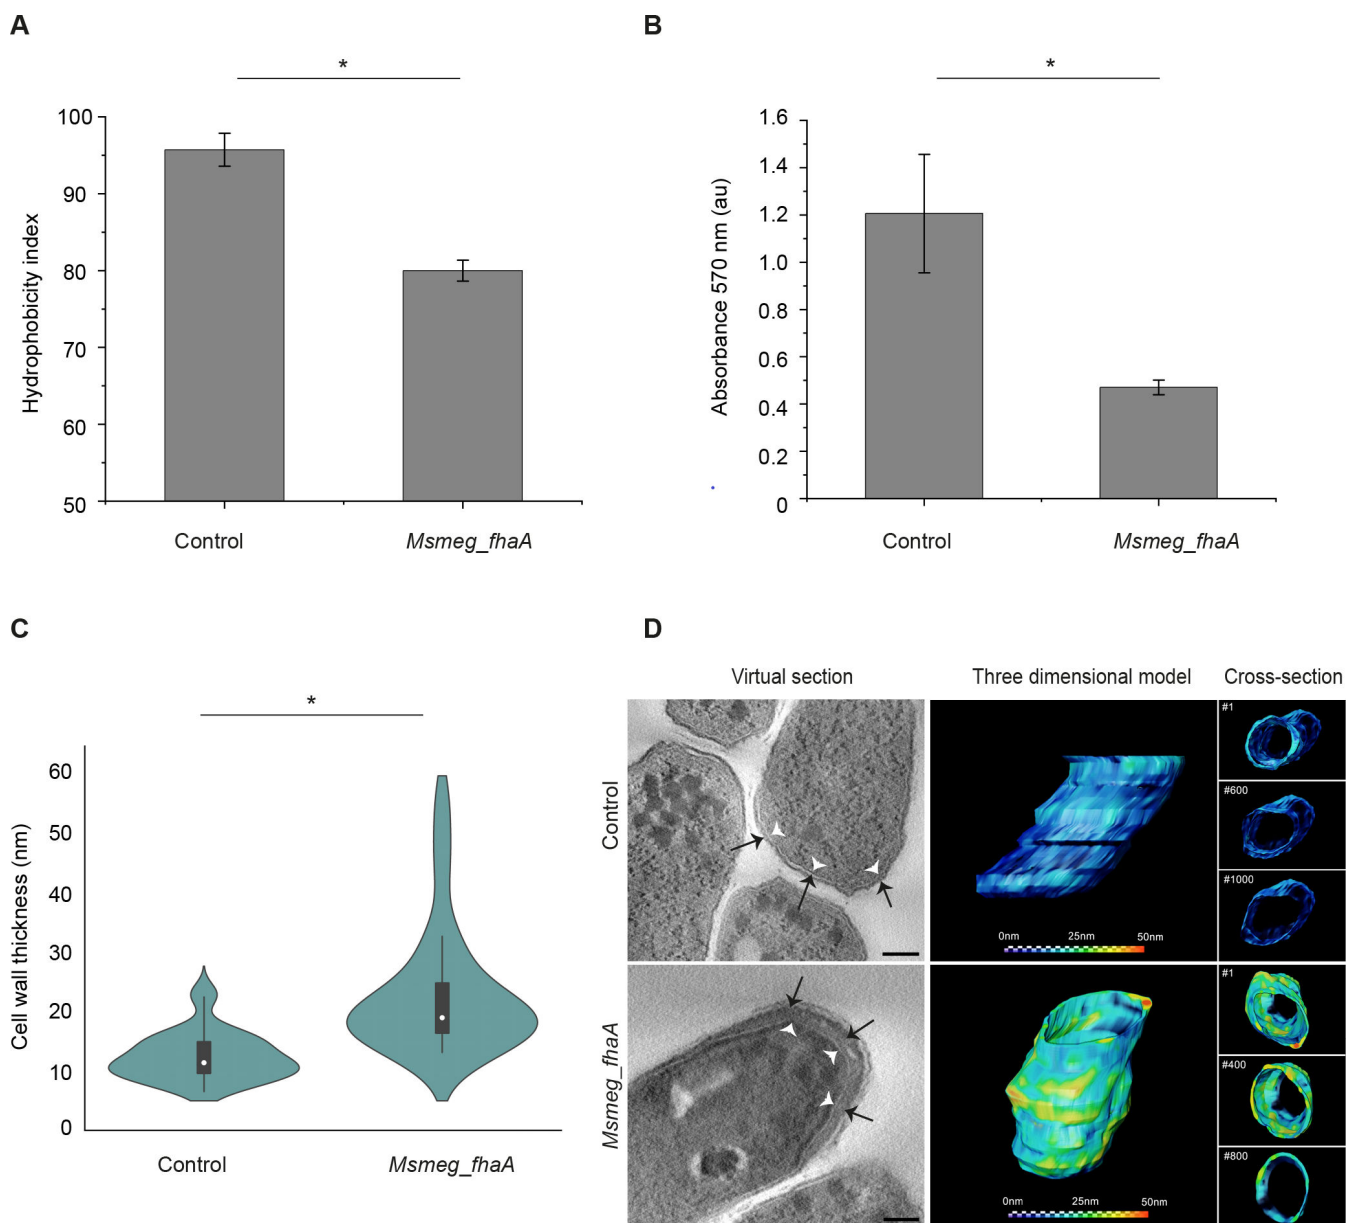 A
*
Hydrophobicity index
100
90
80
70
60
50
Control
Msmeg_fhaA
B
*
Absorbance 570 nm (au)
1.6
1.4
1.2
1.0
0.8
0.6
0.4
0.2
0
Control
Msmeg_fhaA
C
*
Cell wall thickness (nm)
60
50
40
30
20
10
0
Control
Msmeg_fhaA
D
Virtual section
Three dimensional model
Cross-section
Control
0nm 25nm 50nm
#1
#600
#1000
Msmeg_fhaA
0nm 25nm 50nm
#1
#400
#800